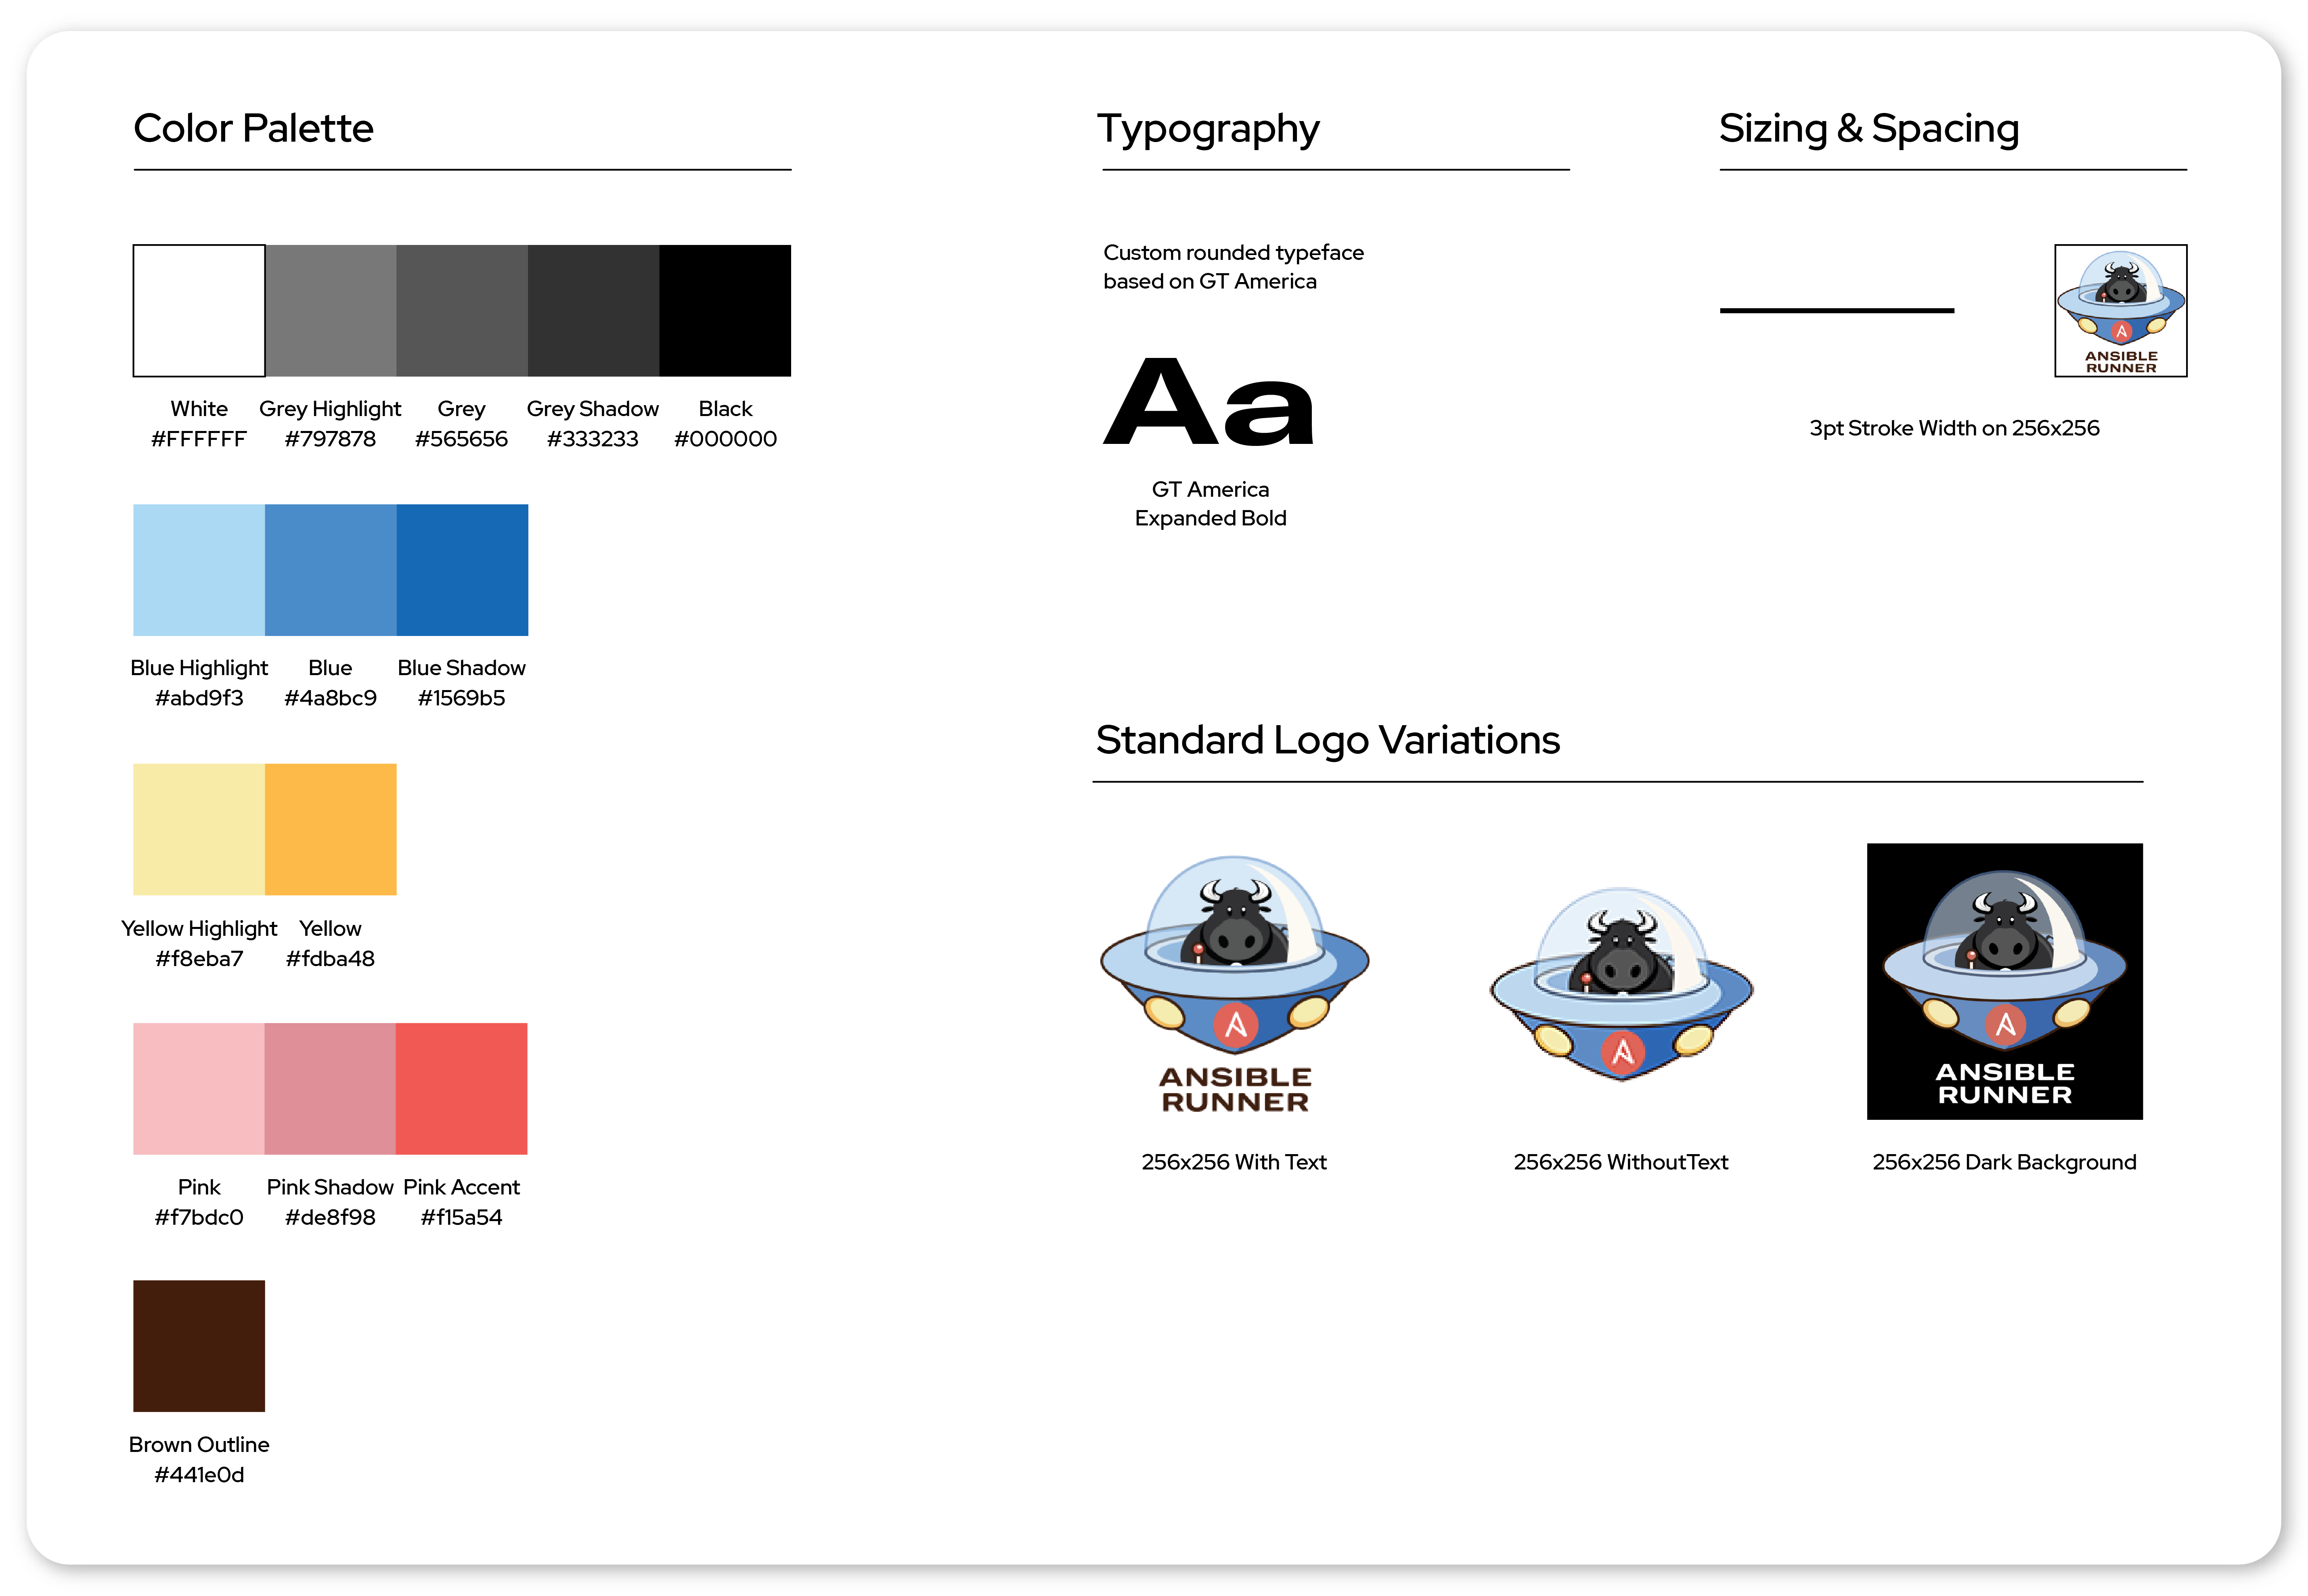 Color Palette
White
#FFFFFF
Grey Highlight
#797878
Grey
#565656
Grey Shadow
#333233
Black
#000000
Blue Highlight
#abd9f3
Blue
#4a8bc9
Blue Shadow
#1569b5
Yellow Highlight
#f8eba7
Yellow
#fdba48
Pink
#f7bdc0
Pink Shadow
#de8f98
Pink Accent
#f15a54
Brown Outline
#441e0d
Typography
Custom rounded typeface
based on GT America
Aa
GT America
Expanded Bold
Sizing & Spacing
A
ANSIBLE
RUNNER
3pt Stroke Width on 256x256
Standard Logo Variations
A
ANSIBLE
RUNNER
256x256 With Text
A
256x256 WithoutText
A
ANSIBLE
RUNNER
256x256 Dark Background